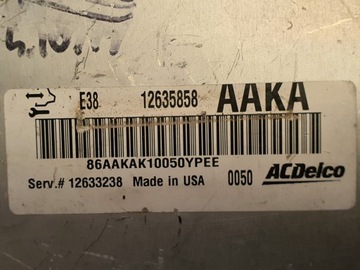 E38 12635858 AAKA
86AAKAK10050YPEE
Serv.# 12633238 Made in USA 0050 ACDelco